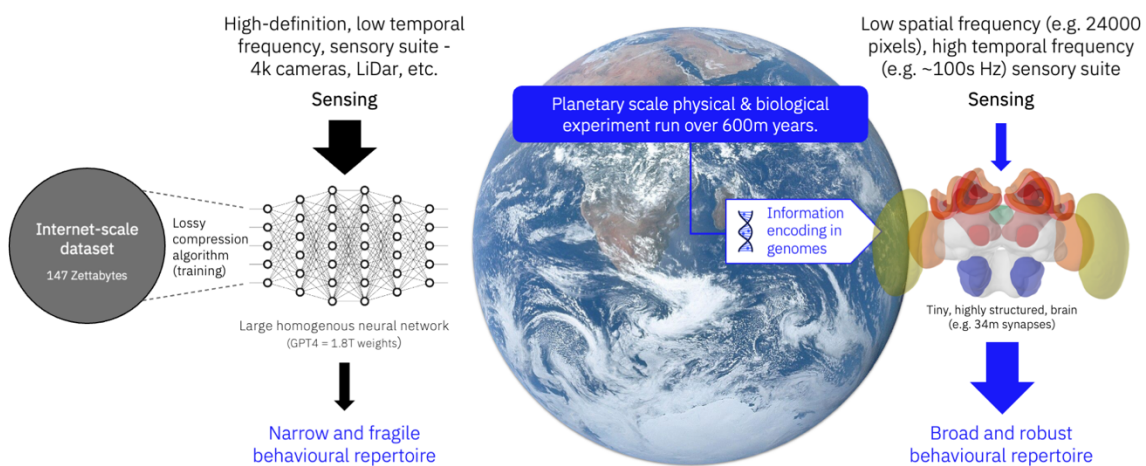 High-definition, low temporal
frequency, sensory suite -
4k cameras, LiDar, etc.
Sensing
Internet-scale
dataset
147 Zettabytes
Lossy
compression
algorithm
(training)
Large homogenous neural network
(GPT4 = 1.8T weights)
Narrow and fragile
behavioural repertoire
Planetary scale physical & biological
experiment run over 600m years.
Information
encoding in
genomes
Low spatial frequency (e.g. 24000
pixels), high temporal frequency
(e.g. ~100s Hz) sensory suite
Sensing
Tiny, highly structured, brain
(e.g. 34m synapses)
Broad and robust
behavioural repertoire